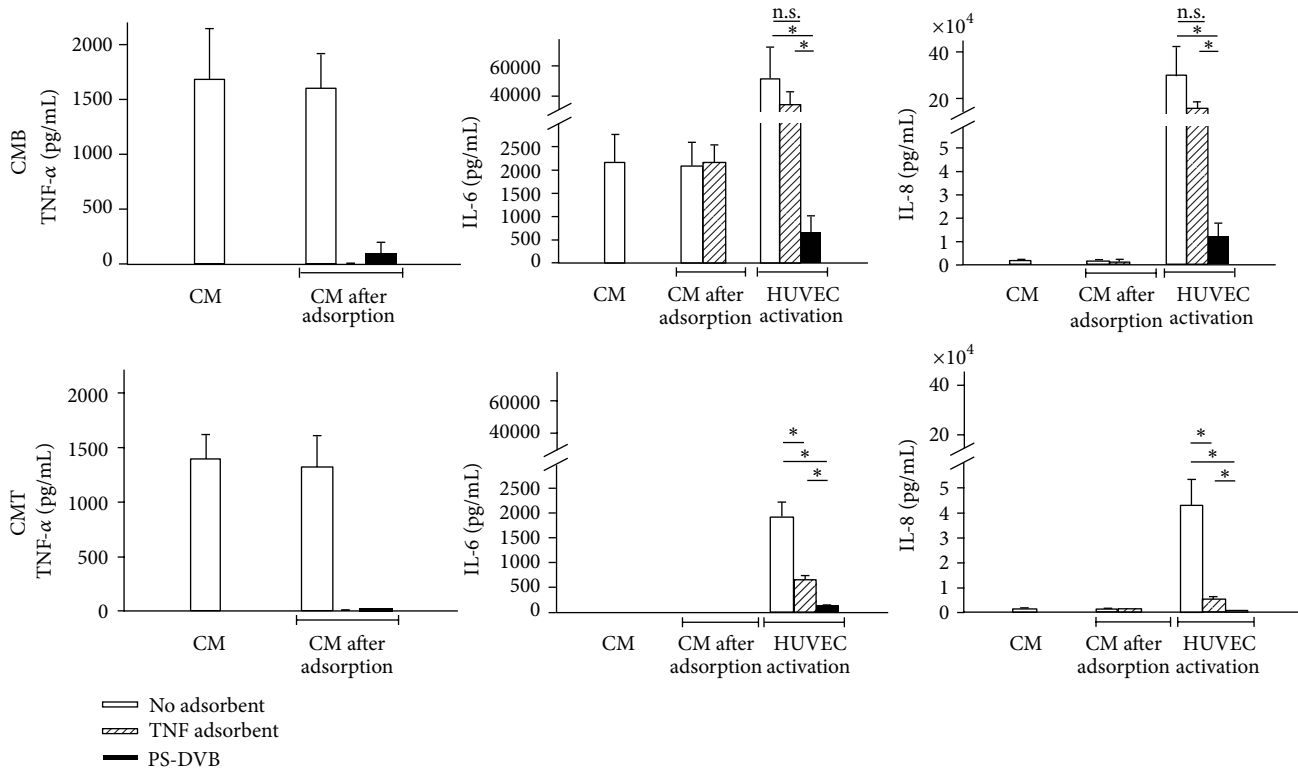 CMB
TNF-α (pg/mL)
2000
1500
1000
500
0
CM
CM after
adsorption
IL-6 (pg/mL)
60000
40000
2500
2000
1500
1000
500
0
n.s.
*
*
CM
CM after
adsorption
HUVEC
activation
×10⁴
IL-8 (pg/mL)
40
20
5
4
3
2
1
0
n.s.
*
*
CM
CM after
adsorption
HUVEC
activation
CMT
TNF-α (pg/mL)
2000
1500
1000
500
0
CM
CM after
adsorption
IL-6 (pg/mL)
60000
40000
2500
2000
1500
1000
500
0
*
*
*
CM
CM after
adsorption
HUVEC
activation
×10⁴
IL-8 (pg/mL)
40
20
5
4
3
2
1
0
*
*
*
CM
CM after
adsorption
HUVEC
activation
No adsorbent
TNF adsorbent
PS-DVB